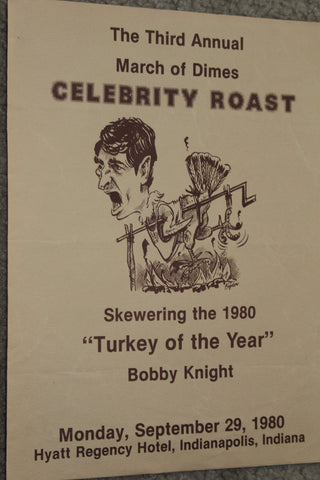 The Third Annual
March of Dimes
CELEBRITY ROAST
Skewering the 1980
“Turkey of the Year”
Bobby Knight
Monday, September 29, 1980
Hyatt Regency Hotel, Indianapolis, Indiana